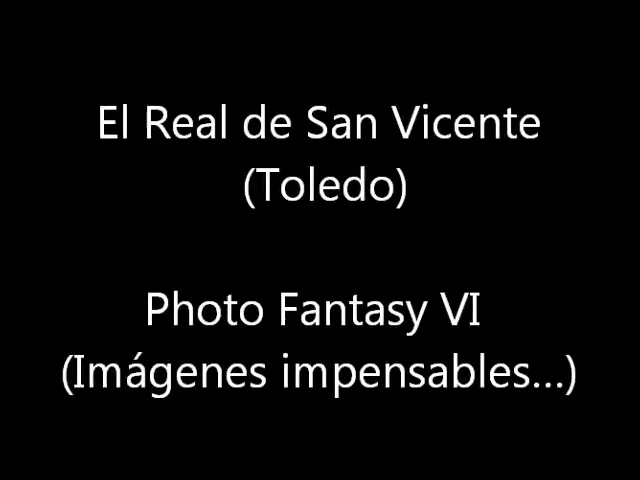 El Real de San Vicente
(Toledo)
Photo Fantasy VI
(Imágenes impensables...)